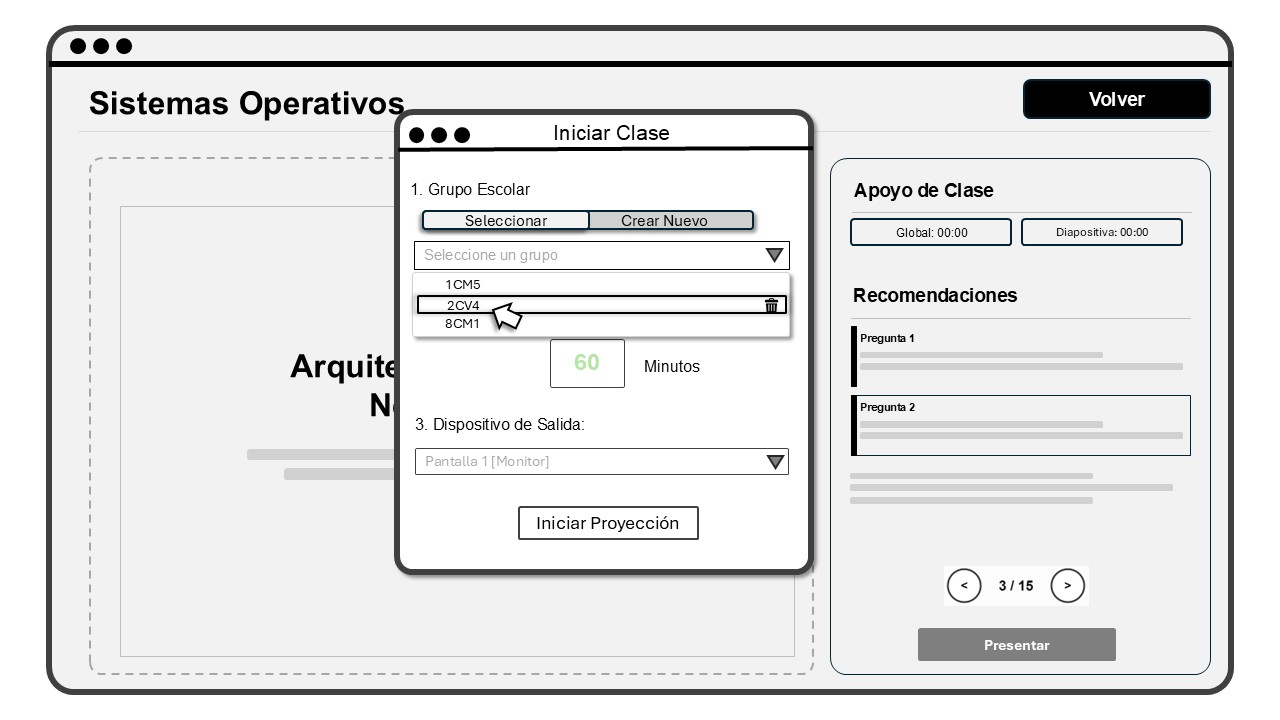 Sistemas Operativos
Volver
Iniciar Clase
1. Grupo Escolar
Seleccionar
Crear Nuevo
Seleccione un grupo
1CM5
2CV4
8CM1
60
Minutos
3. Dispositivo de Salida:
Pantalla 1 [Monitor]
Iniciar Proyección
Arquite
N
Apoyo de Clase
Global: 00:00
Diapositiva: 00:00
Recomendaciones
Pregunta 1
Pregunta 2
<
3 / 15
>
Presentar